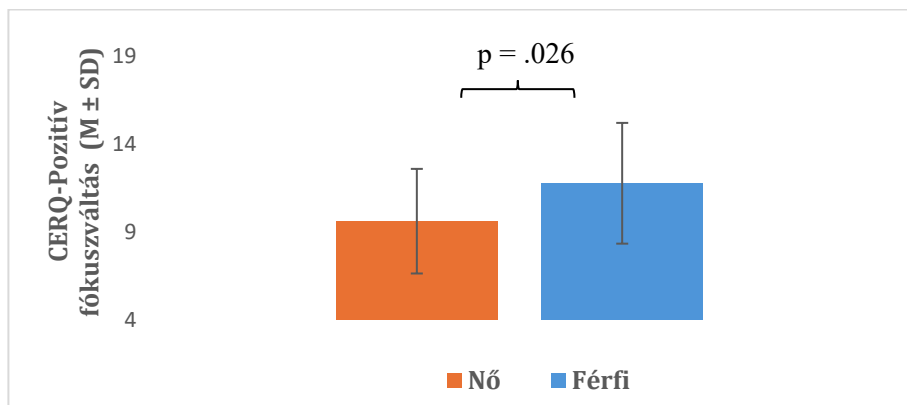 p = .026
CERQ-Pozitív
fókuszváltás (M ± SD)
19
14
9
4
Nő
Férfi